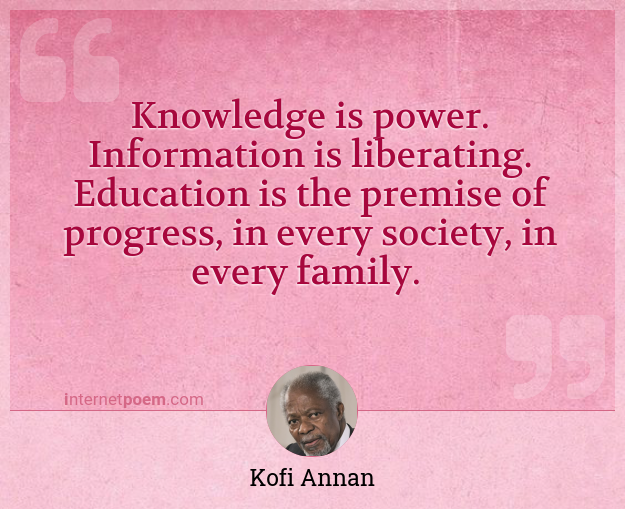 Knowledge is power.
Information is liberating.
Education is the premise of
progress, in every society, in
every family.
internetpoem.com
Kofi Annan